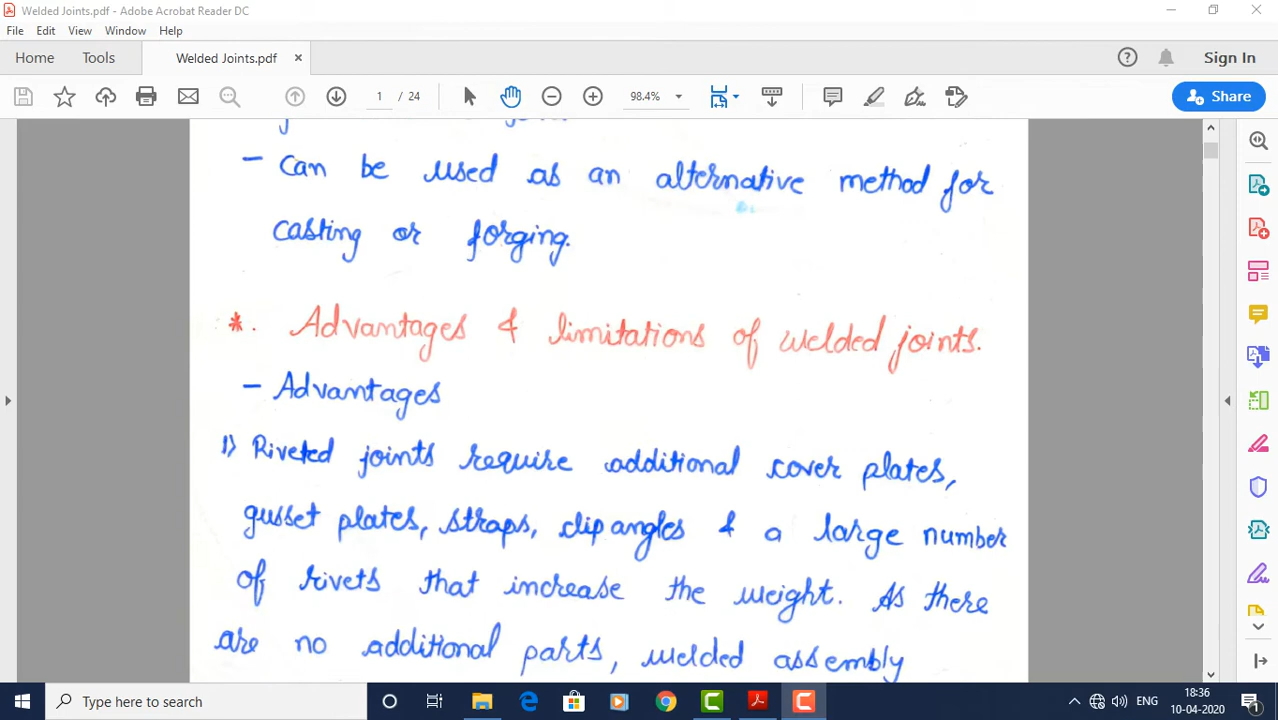 Welded Joints.pdf - Adobe Acrobat Reader DC
File Edit View Window Help
Home Tools Welded Joints.pdf × Sign In
1 / 24 98.4% Share
- Can be used as an alternative method for
casting or forging.
*. Advantages & limitations of welded joints.
- Advantages
1) Riveted joints require additional cover plates,
gusset plates, straps, clip angles & a large number
of rivets that increase the weight. As there
are no additional parts, welded assembly
Type here to search
ENG
18:36
10-04-2020
1